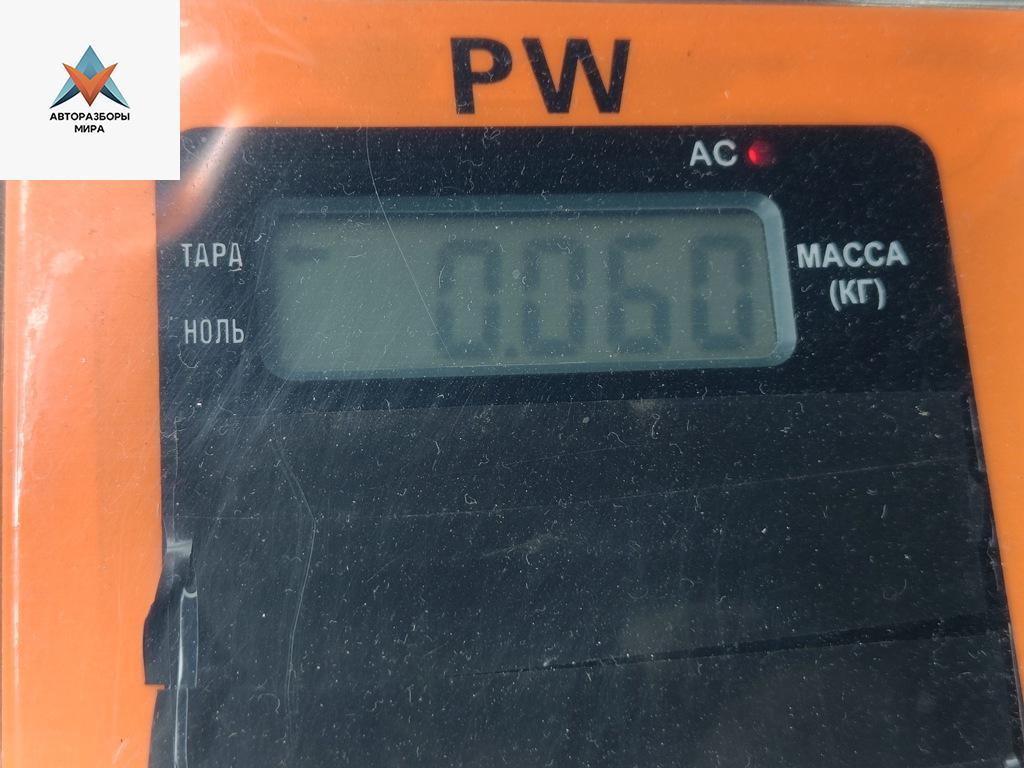 АВТОРАЗБОРЫ
МИРА
PW
AC
ТАРА
НОЛЬ
0.060
МАССА
(КГ)